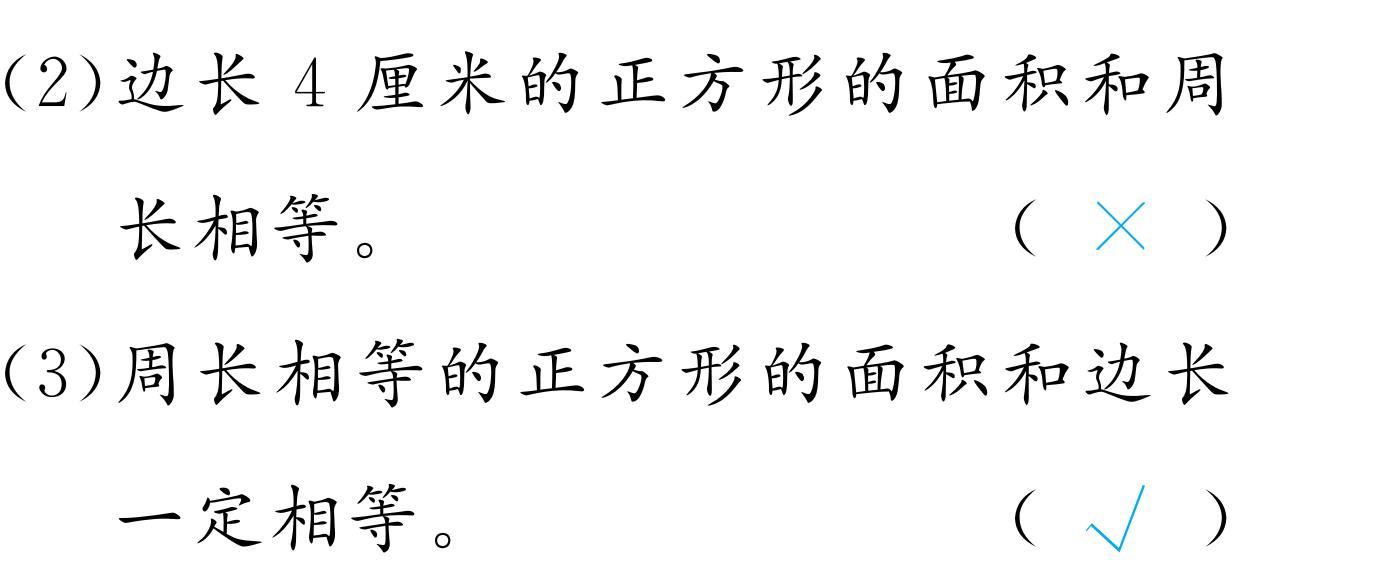 (2)边长 4 厘米的正方形的面积和周
长相等。 ( × )
(3)周长相等的正方形的面积和边长
一定相等。 ( √ )